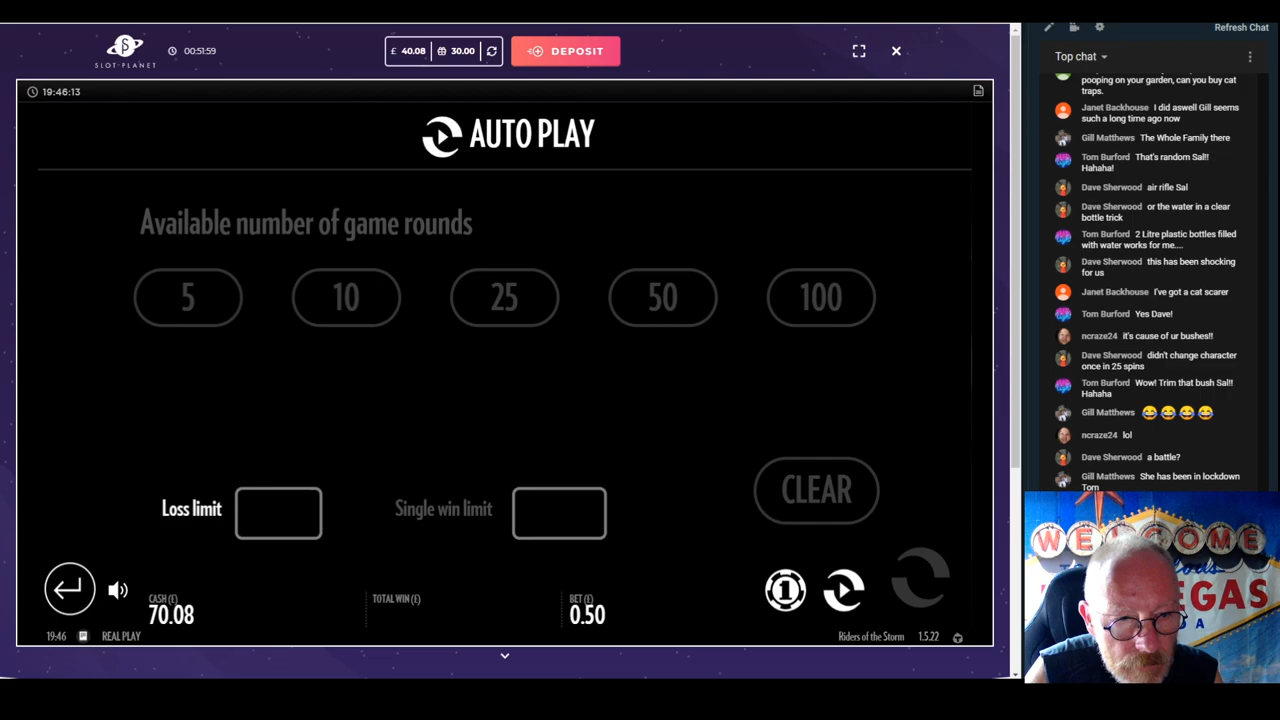 SLOT PLANET
00:51:59
£ 40.08
30.00
DEPOSIT
19:46:13
AUTO PLAY
Available number of game rounds
5
10
25
50
100
CLEAR
Loss limit
Single win limit
CASH (£)
70.08
TOTAL WIN (£)
BET (£)
0.50
1
19:46
REAL PLAY
Riders of the Storm
1.5.22
Refresh Chat
Top chat
pooping on your garden, can you buy cat
traps.
Janet Backhouse I did aswell Gill seems
such a long time ago now
Gill Matthews The Whole Family there
Tom Burford That's random Sal!!
Hahaha!
Dave Sherwood air rifle Sal
Dave Sherwood or the water in a clear
bottle trick
Tom Burford 2 Litre plastic bottles filled
with water works for me....
Dave Sherwood this has been shocking
for us
Janet Backhouse I've got a cat scarer
Tom Burford Yes Dave!
ncraze24 it's cause of ur bushes!!
Dave Sherwood didn't change character
once in 25 spins
Tom Burford Wow! Trim that bush Sal!!
Hahaha
Gill Matthews 😂 😂 😂 😂
ncraze24 lol
Dave Sherwood a battle?
Gill Matthews She has been in lockdown
Tom
WELCOME